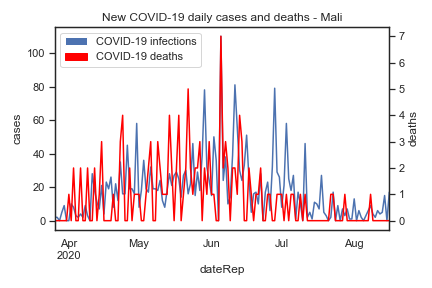 New COVID-19 daily cases and deaths - Mali
COVID-19 infections
COVID-19 deaths
cases
100
80
60
40
20
0
deaths
7
6
5
4
3
2
1
0
Apr
2020
May
Jun
Jul
Aug
dateRep